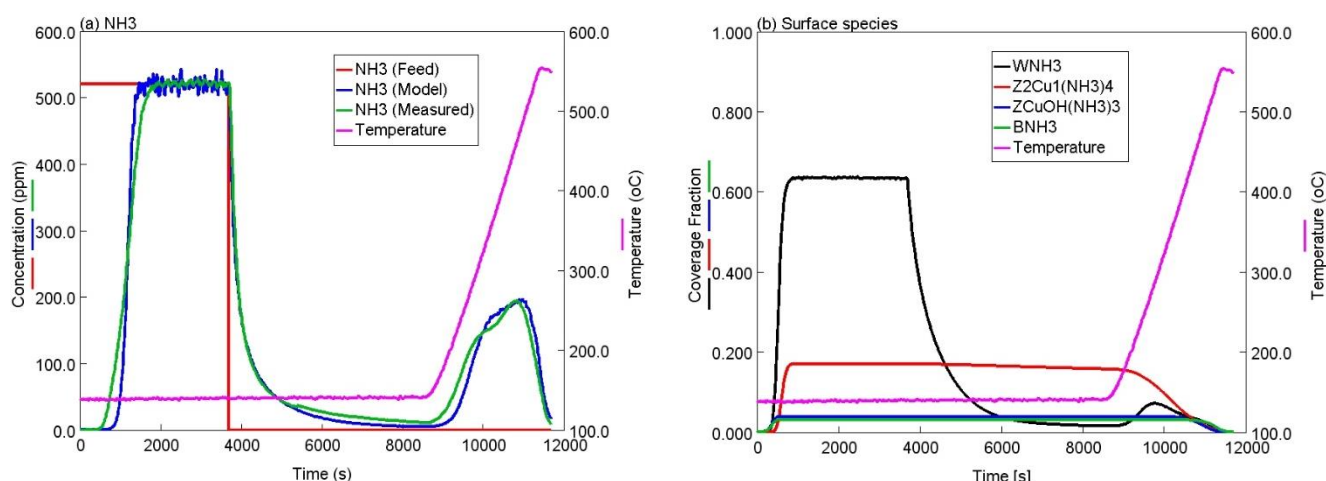 (a) NH3
600.0
500.0
400.0
300.0
200.0
100.0
0.0
Concentration (ppm)
NH3 (Feed)
NH3 (Model)
NH3 (Measured)
Temperature
600.0
500.0
400.0
300.0
200.0
100.0
Temperature (oC)
0 2000 4000 6000 8000 10000 12000
Time (s)
(b) Surface species
1.000
0.800
0.600
0.400
0.200
0.000
Coverage Fraction
WNH3
Z2Cu1(NH3)4
ZCuOH(NH3)3
BNH3
Temperature
600.0
500.0
400.0
300.0
200.0
100.0
Temperature (oC)
0 2000 4000 6000 8000 10000 12000
Time [s]